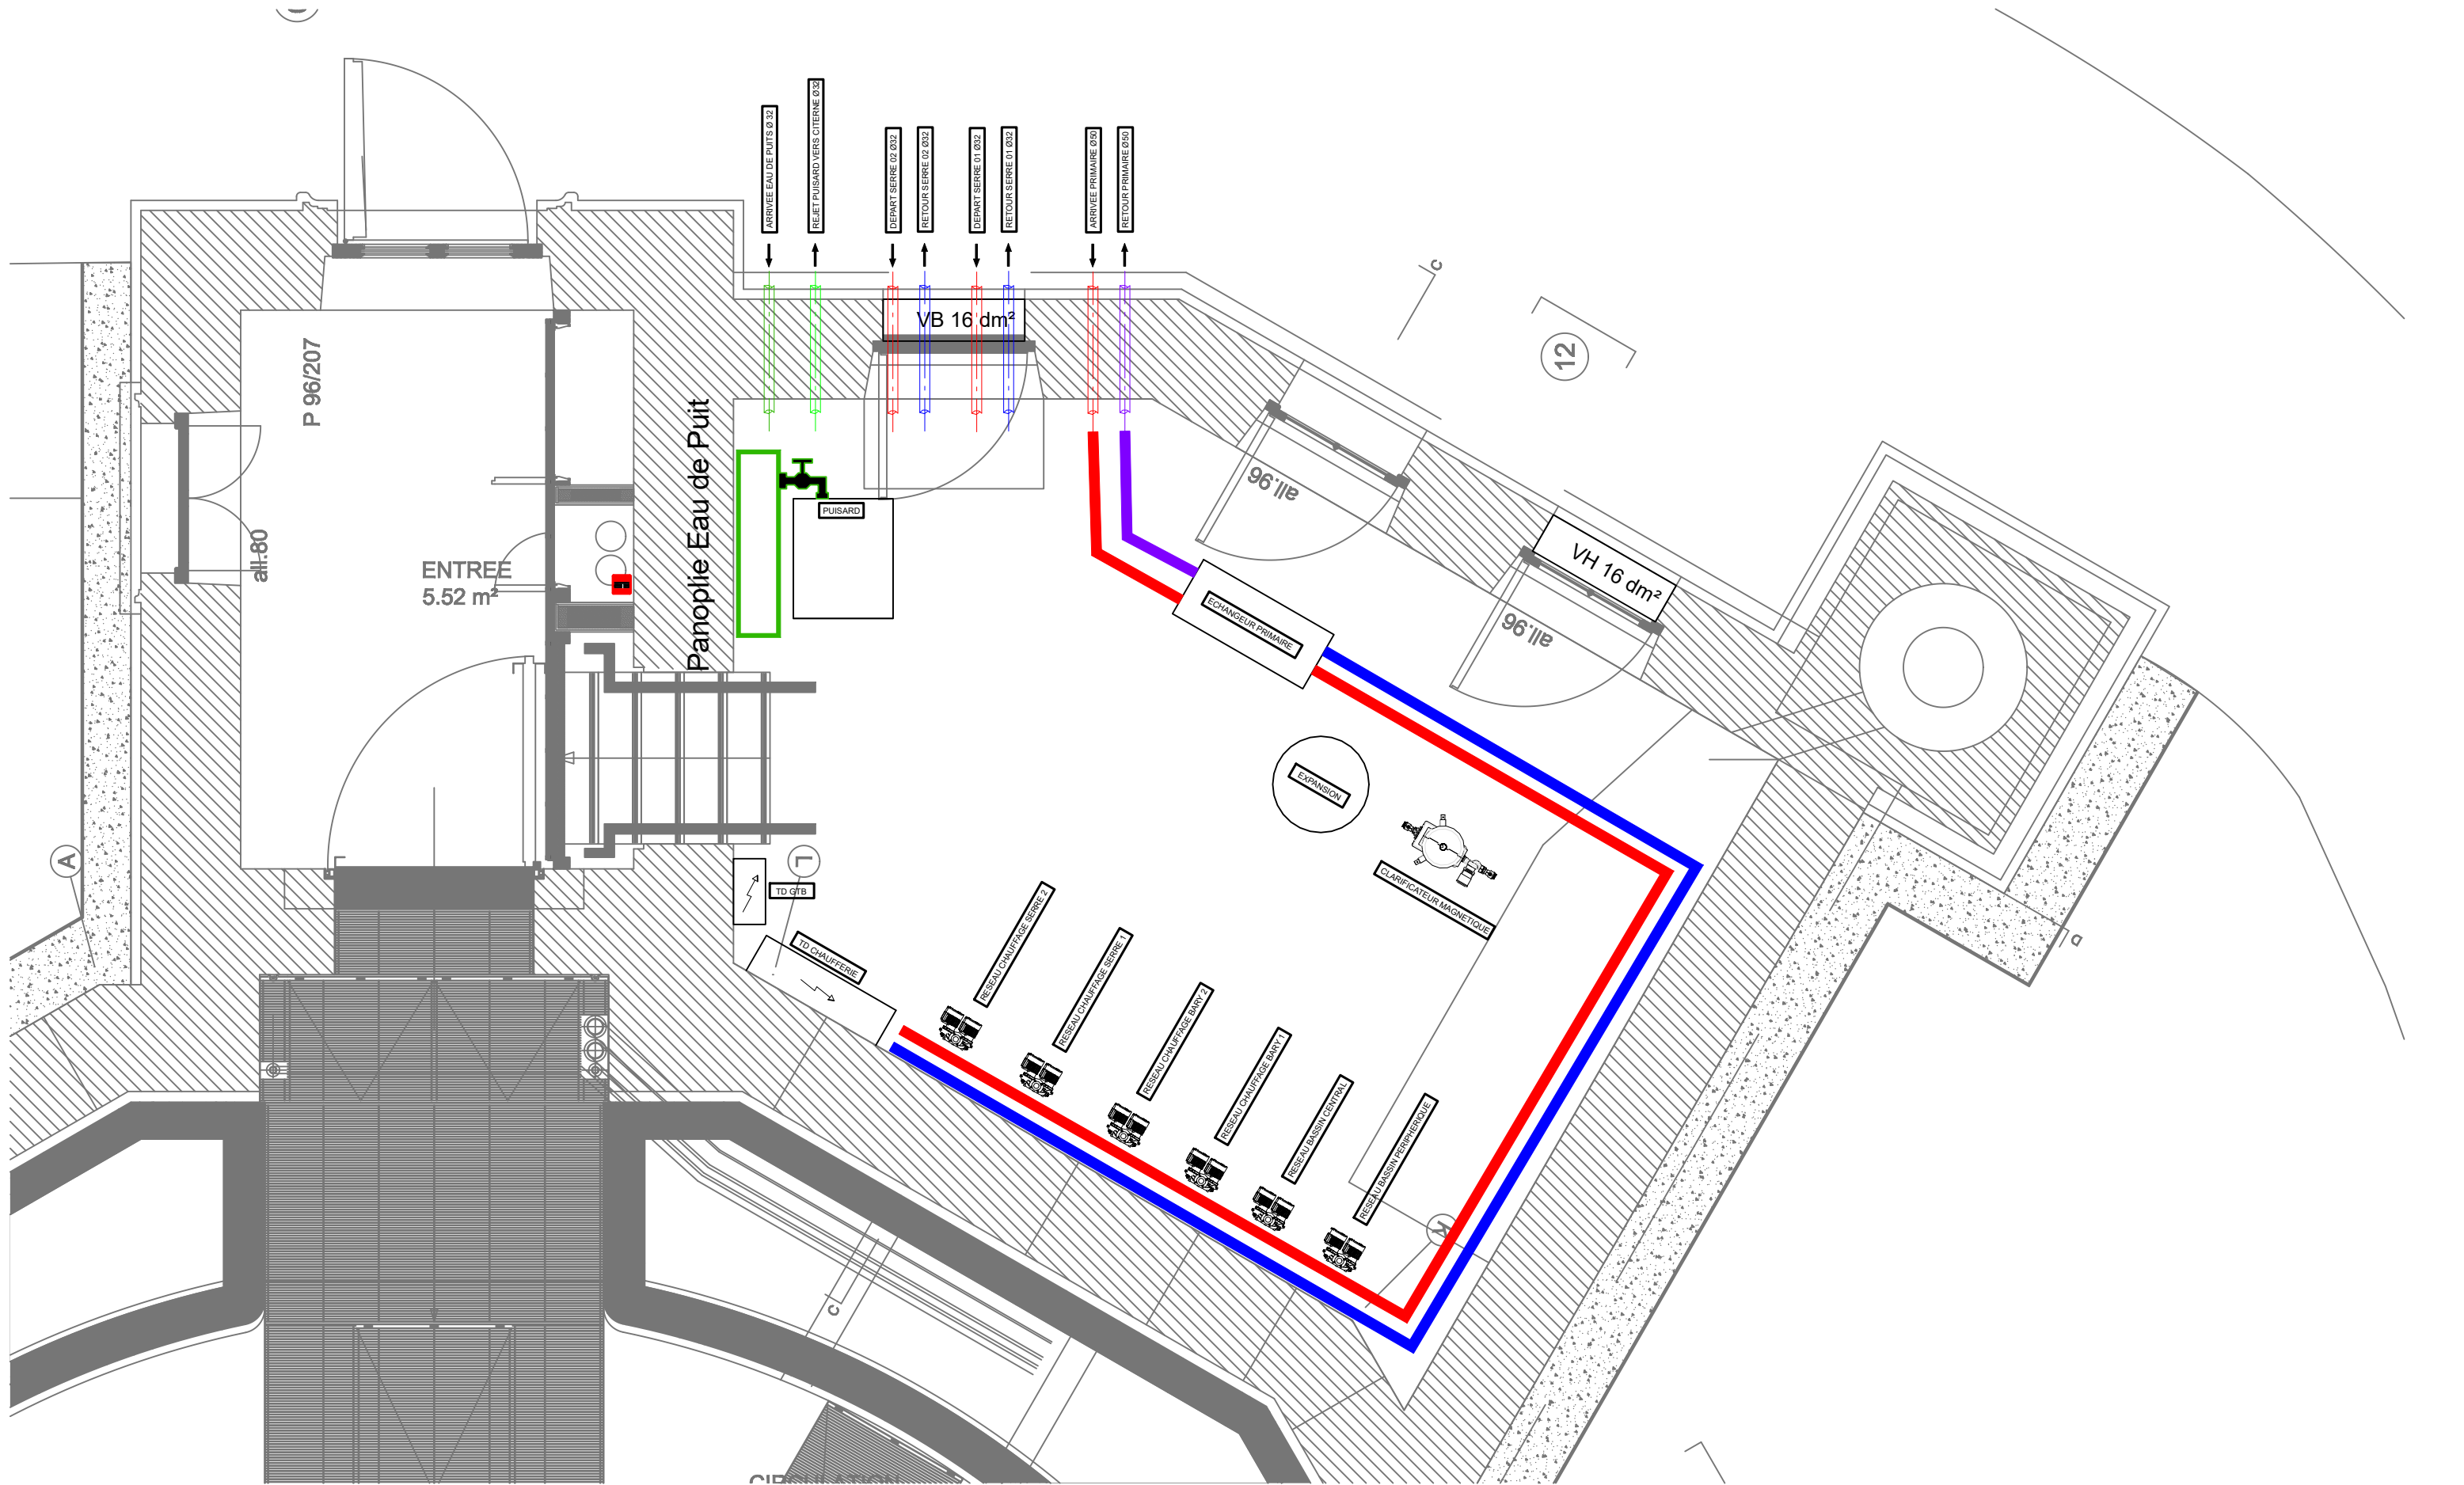 ARRIVEE EAU DE PUITS Ø 32
REJET PUISARD VERS CITERNE Ø32
DEPART SERRE 02 Ø32
RETOUR SERRE 02 Ø32
DEPART SERRE 01 Ø32
RETOUR SERRE 01 Ø32
ARRIVEE PRIMAIRE Ø50
RETOUR PRIMAIRE Ø50
c
12
VB 16 dm²
P 96/207
all.96
Panoplie Eau de Puit
PUISARD
all.80
ENTREE
5.52 m²
VH 16 dm²
all.96
ECHANGEUR PRIMAIRE
EXPANSION
A
L
TD GTB
CLARIFICATEUR MAGNETIQUE
TD CHAUFFERIE
RESEAU CHAUFFAGE SERRE 2
RESEAU CHAUFFAGE SERRE 1
RESEAU CHAUFFAGE BARY 2
RESEAU CHAUFFAGE BARY 1
RESEAU BASSIN CENTRAL
RESEAU BASSIN PERIPHERIQUE
K
c
CIRCULATION